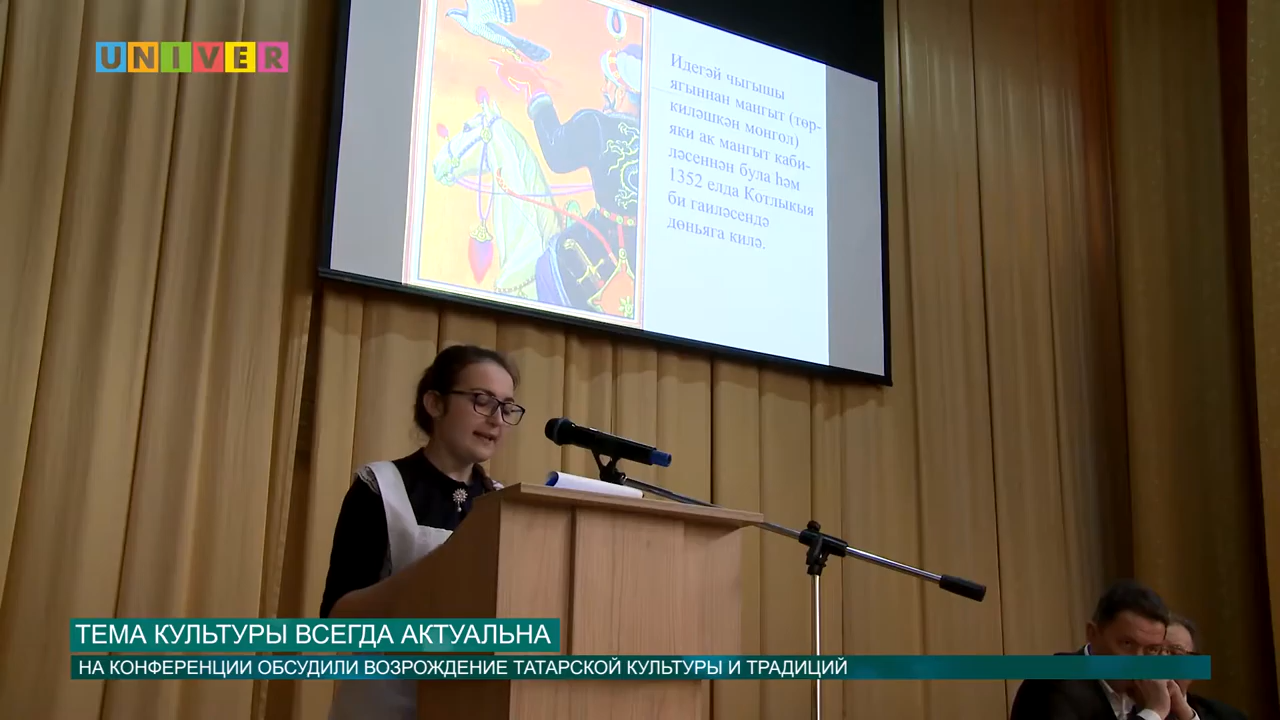 UNIVER
Идегәй чыгышы
ягыннан мангыт (төр-
киләшкән монгол)
яки ак мангыт каби-
ләсеннән була һәм
1352 елда Котлыкыя
би гаиләсендә
дөньяга килә.
ТЕМА КУЛЬТУРЫ ВСЕГДА АКТУАЛЬНА
НА КОНФЕРЕНЦИИ ОБСУДИЛИ ВОЗРОЖДЕНИЕ ТАТАРСКОЙ КУЛЬТУРЫ И ТРАДИЦИЙ